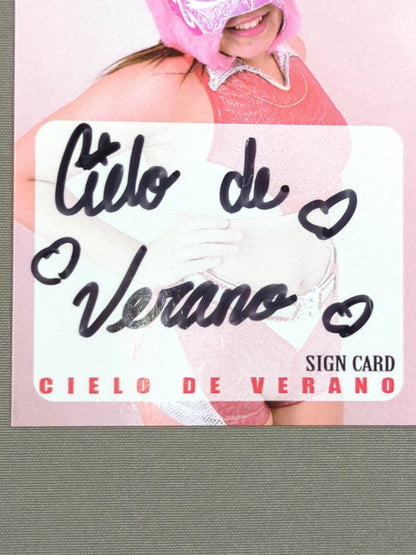 Cielo de
Verano
SIGN CARD
CIELO DE VERANO